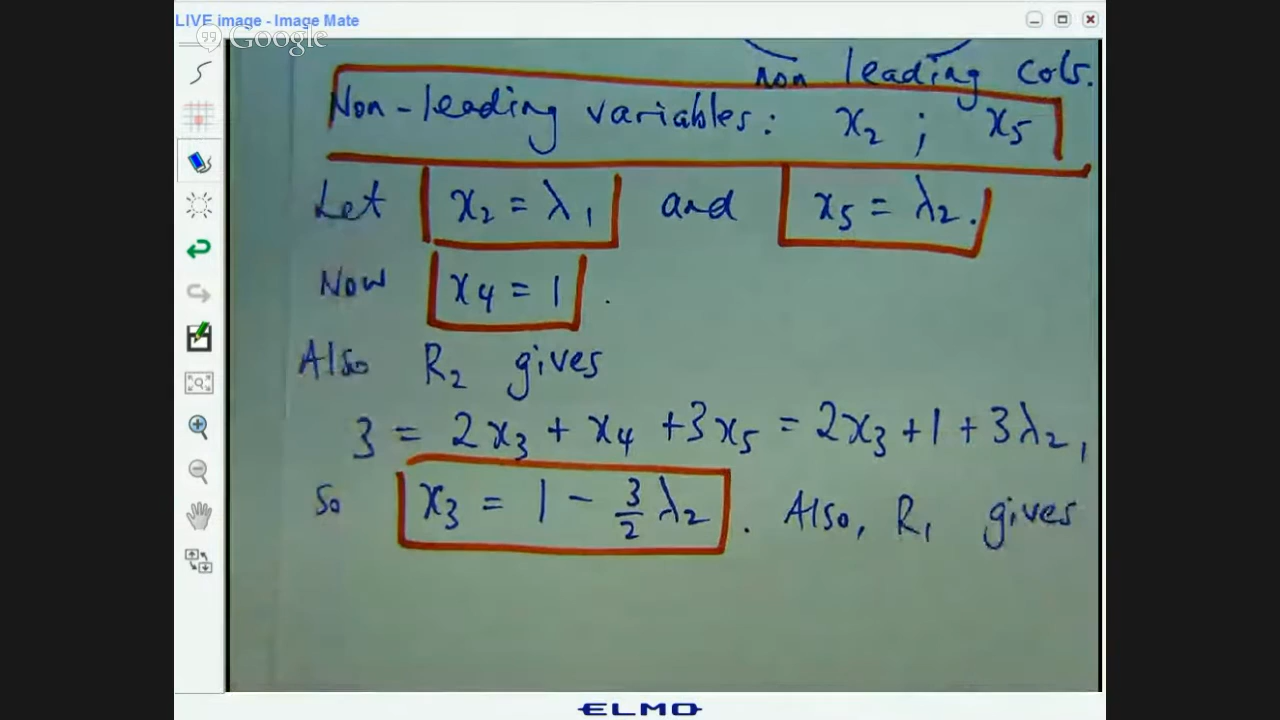 LIVE image - Image Mate
Google
non leading cols.
Non-leading variables: x₂ ; x₅
Let x₂ = λ₁ and x₅ = λ₂.
Now x₄ = 1 .
Also R₂ gives
3 = 2x₃ + x₄ + 3x₅ = 2x₃ + 1 + 3λ₂,
So x₃ = 1 - 3/2 λ₂ . Also, R₁ gives
ELMO